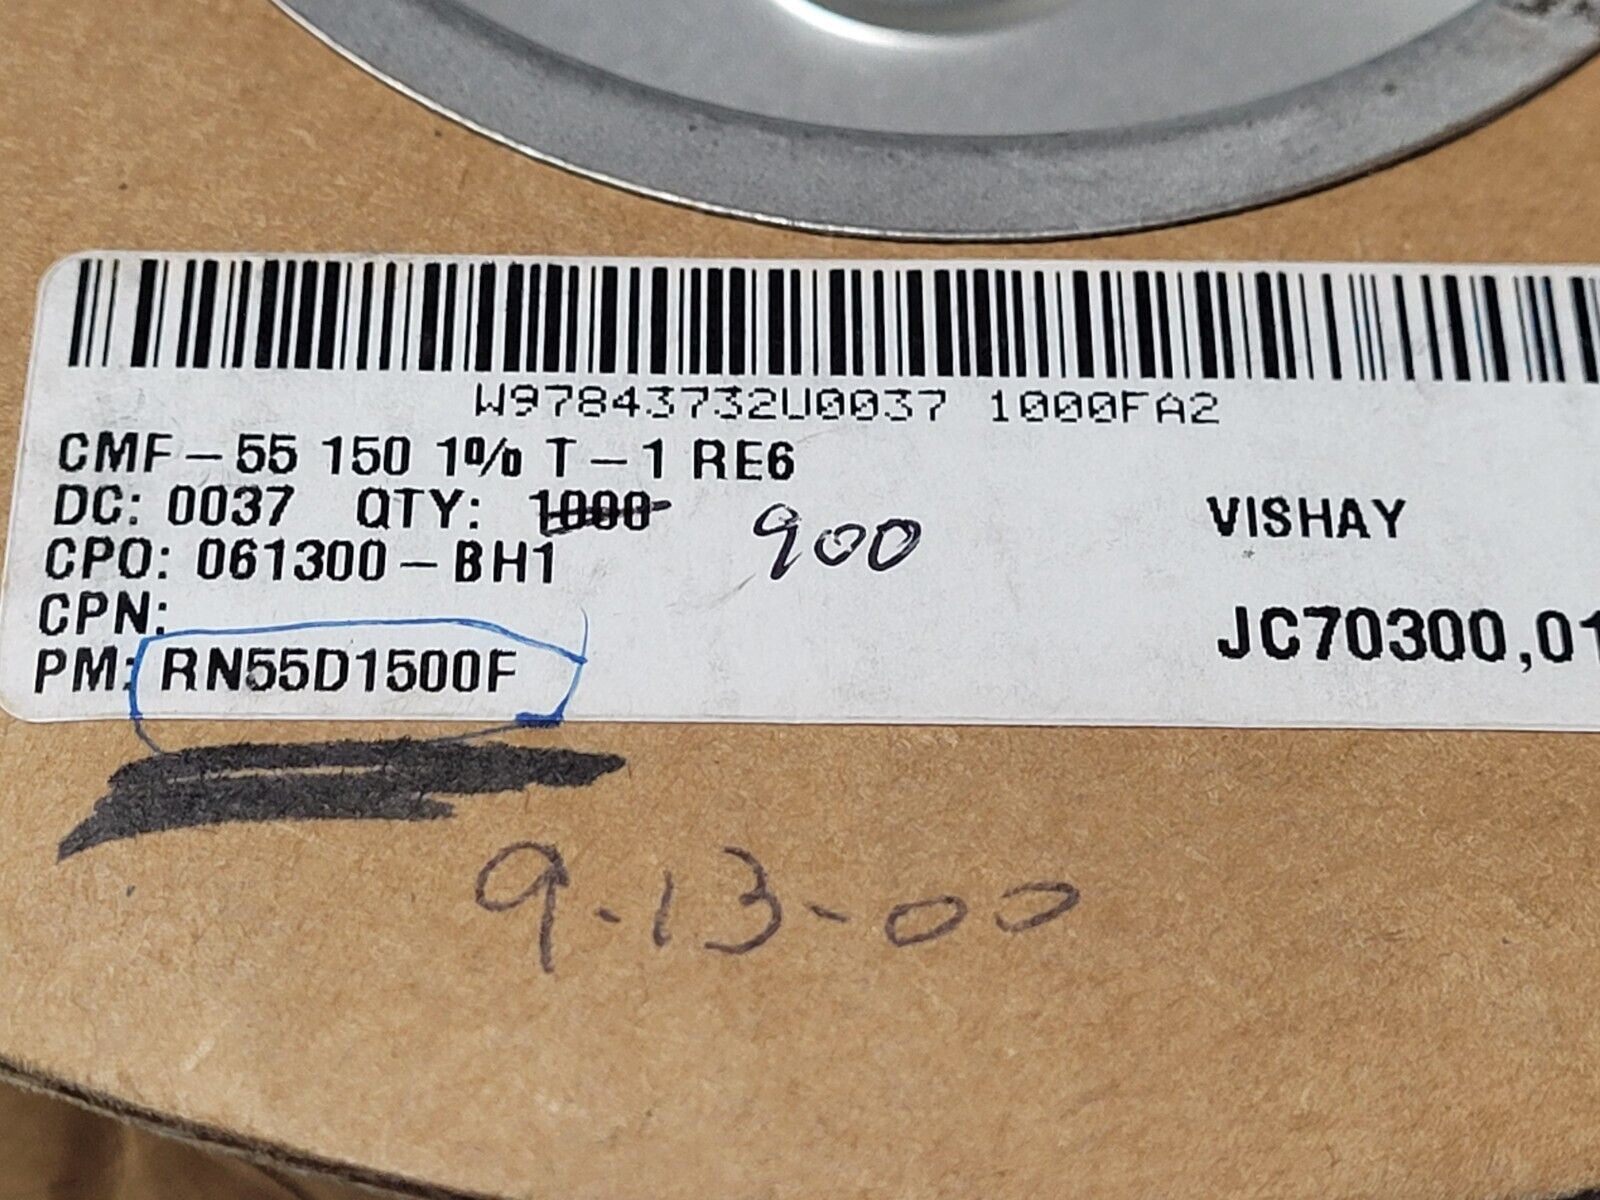 W97843732U0037 1000FA2
CMF-55 150 1% T-1 RE6
DC: 0037 QTY: 1000 900
VISHAY
CPO: 061300-BH1
CPN:
JC70300,01
PM: RN55D1500F
9-13-00